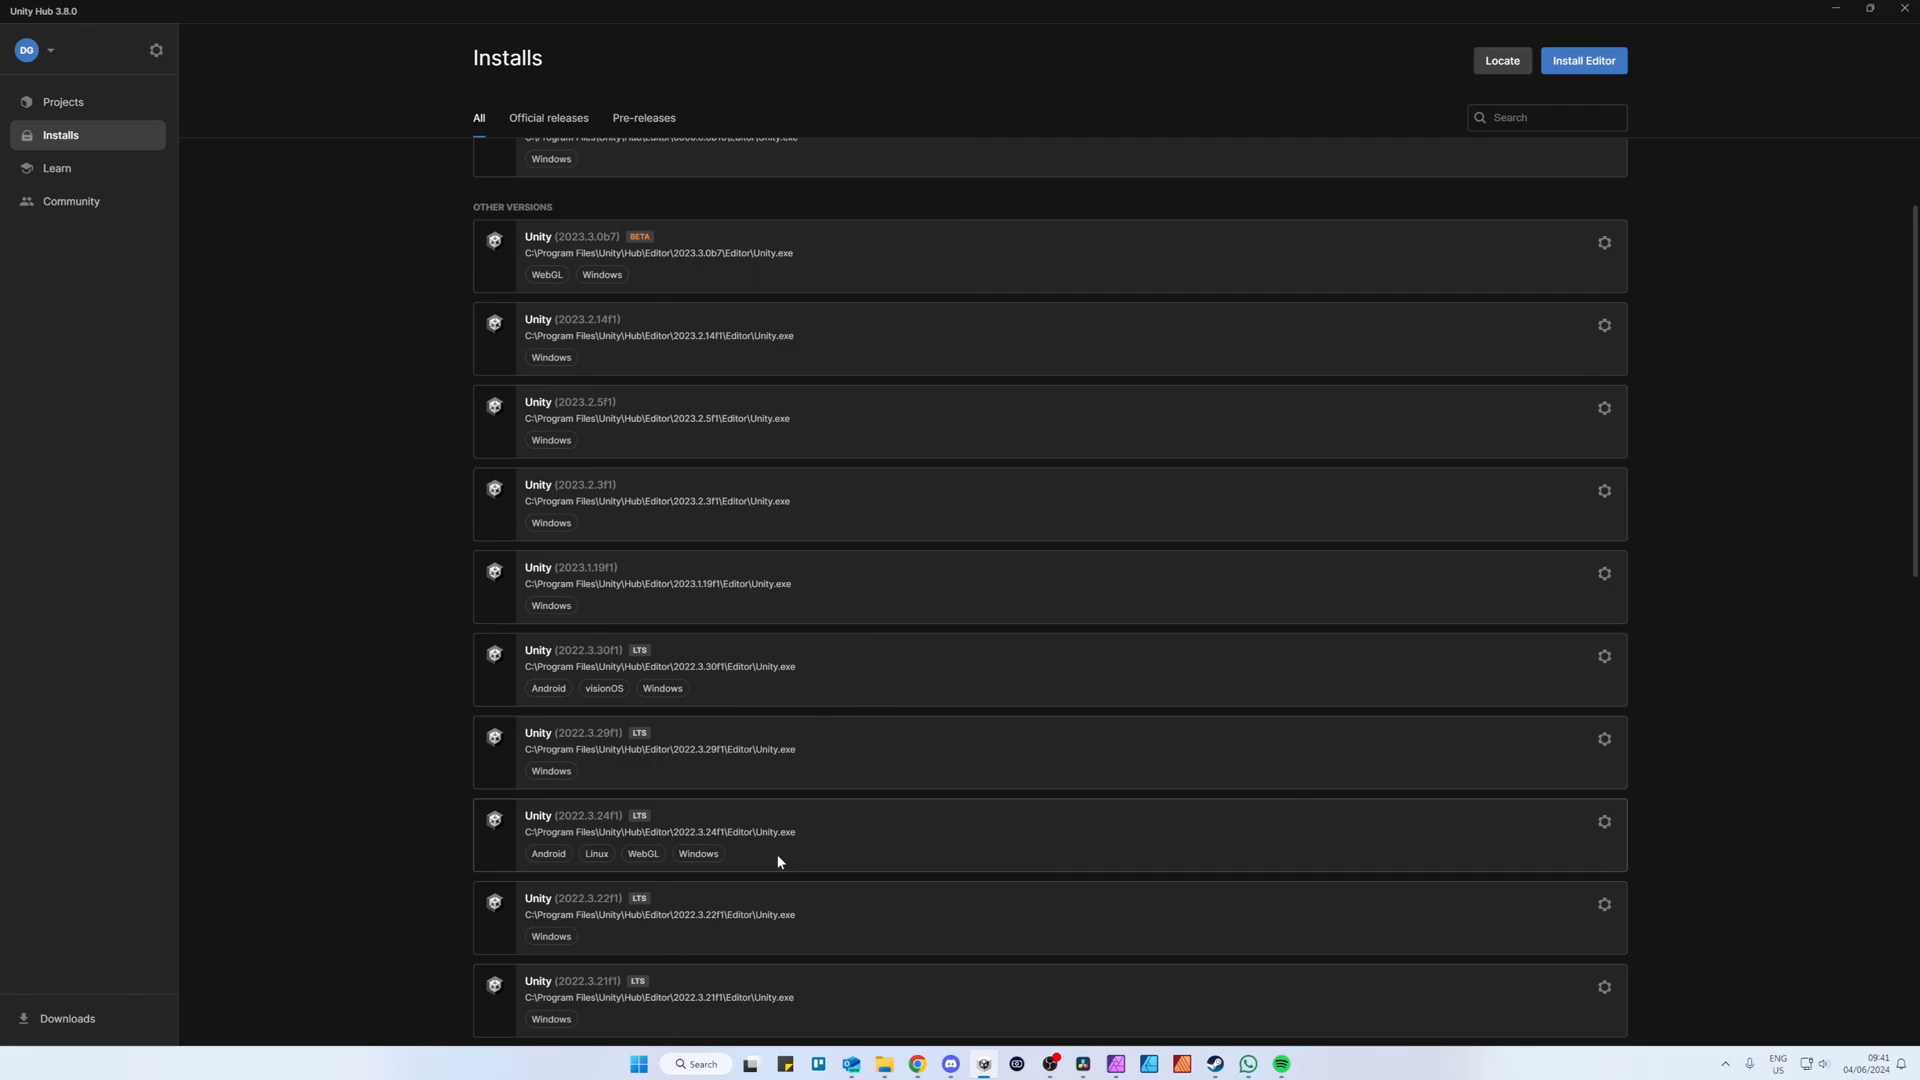 Unity Hub 3.8.0
DG
Projects
Installs
Learn
Community
Downloads
Installs
Locate
Install Editor
All
Official releases
Pre-releases
Search
Windows
OTHER VERSIONS
Unity (2023.3.0b7) BETA
C:\Program Files\Unity\Hub\Editor\2023.3.0b7\Editor\Unity.exe
WebGL Windows
Unity (2023.2.14f1)
C:\Program Files\Unity\Hub\Editor\2023.2.14f1\Editor\Unity.exe
Windows
Unity (2023.2.5f1)
C:\Program Files\Unity\Hub\Editor\2023.2.5f1\Editor\Unity.exe
Windows
Unity (2023.2.3f1)
C:\Program Files\Unity\Hub\Editor\2023.2.3f1\Editor\Unity.exe
Windows
Unity (2023.1.19f1)
C:\Program Files\Unity\Hub\Editor\2023.1.19f1\Editor\Unity.exe
Windows
Unity (2022.3.30f1) LTS
C:\Program Files\Unity\Hub\Editor\2022.3.30f1\Editor\Unity.exe
Android visionOS Windows
Unity (2022.3.29f1) LTS
C:\Program Files\Unity\Hub\Editor\2022.3.29f1\Editor\Unity.exe
Windows
Unity (2022.3.24f1) LTS
C:\Program Files\Unity\Hub\Editor\2022.3.24f1\Editor\Unity.exe
Android Linux WebGL Windows
Unity (2022.3.22f1) LTS
C:\Program Files\Unity\Hub\Editor\2022.3.22f1\Editor\Unity.exe
Windows
Unity (2022.3.21f1) LTS
C:\Program Files\Unity\Hub\Editor\2022.3.21f1\Editor\Unity.exe
Windows
Search
ENG
US
09:41
04/06/2024